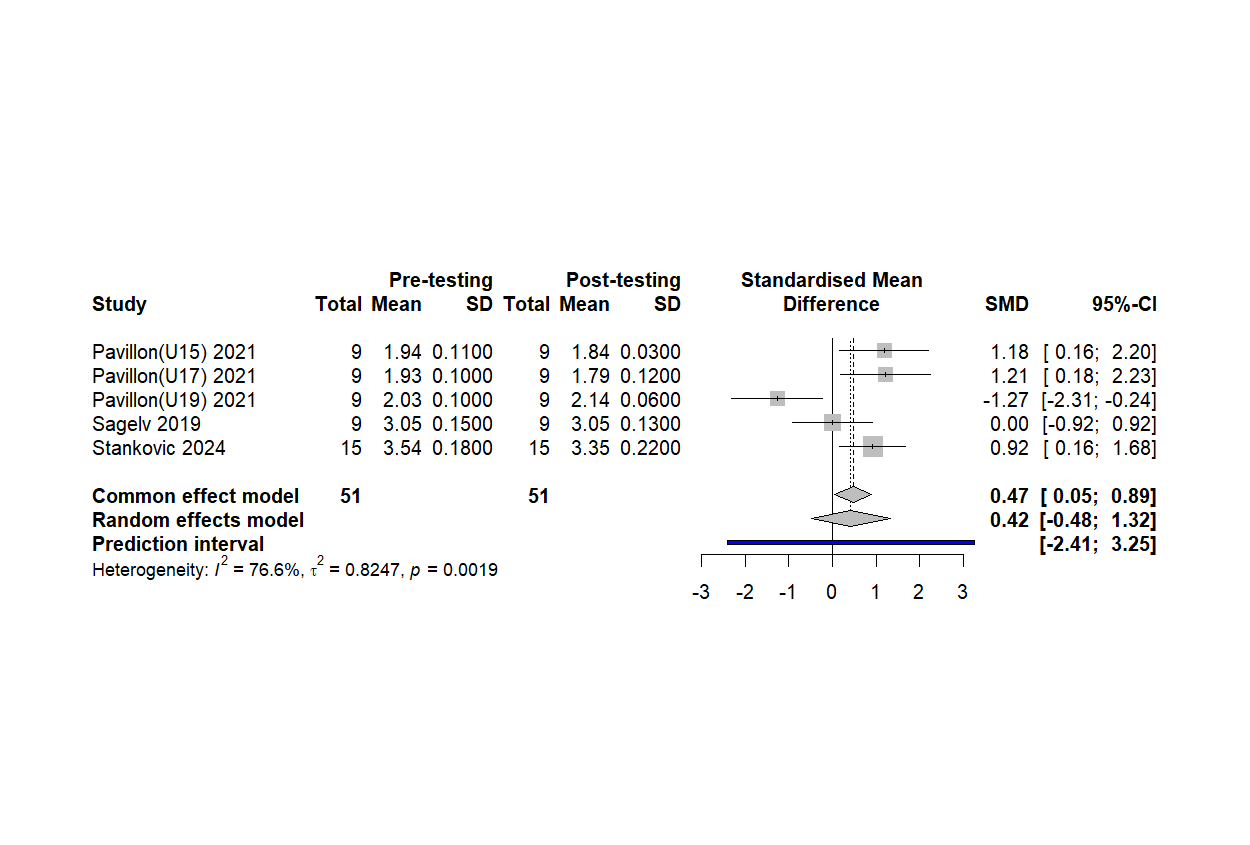 Pre-testing Post-testing Standardised Mean
Study Total Mean SD Total Mean SD Difference SMD 95%-CI
Pavillon(U15) 2021 9 1.94 0.1100 9 1.84 0.0300 1.18 [ 0.16; 2.20]
Pavillon(U17) 2021 9 1.93 0.1000 9 1.79 0.1200 1.21 [ 0.18; 2.23]
Pavillon(U19) 2021 9 2.03 0.1000 9 2.14 0.0600 -1.27 [-2.31; -0.24]
Sagelv 2019 9 3.05 0.1500 9 3.05 0.1300 0.00 [-0.92; 0.92]
Stankovic 2024 15 3.54 0.1800 15 3.35 0.2200 0.92 [ 0.16; 1.68]
Common effect model 51 51 0.47 [ 0.05; 0.89]
Random effects model 0.42 [-0.48; 1.32]
Prediction interval [-2.41; 3.25]
Heterogeneity: I² = 76.6%, τ² = 0.8247, p = 0.0019
-3 -2 -1 0 1 2 3